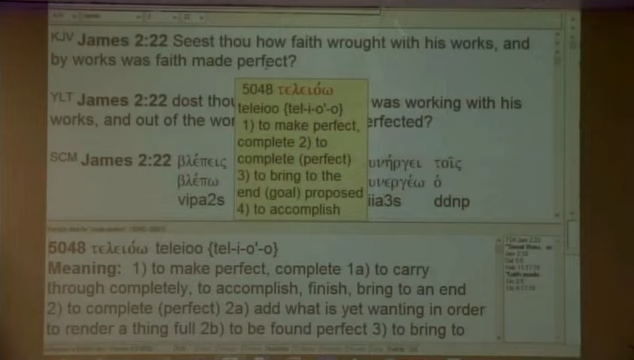 KJV James 2:22 Seest thou how faith wrought with his works, and
by works was faith made perfect?
YLT James 2:22 dost thou
was working with his
works, and out of the wor
erfected?
SCM James 2:22 βλέπεις
υνήργει τοῖς
βλέπω
υνεργέω ὁ
vipa2s
iia3s ddnp
5048 τελειόω
teleioo {tel-i-o'-o}
1) to make perfect,
complete 2) to
complete (perfect)
3) to bring to the
end (goal) proposed
4) to accomplish
5048 τελειόω teleioo {tel-i-o'-o}
Meaning: 1) to make perfect, complete 1a) to carry
through completely, to accomplish, finish, bring to an end
2) to complete (perfect) 2a) add what is yet wanting in order
to render a thing full 2b) to be found perfect 3) to bring to